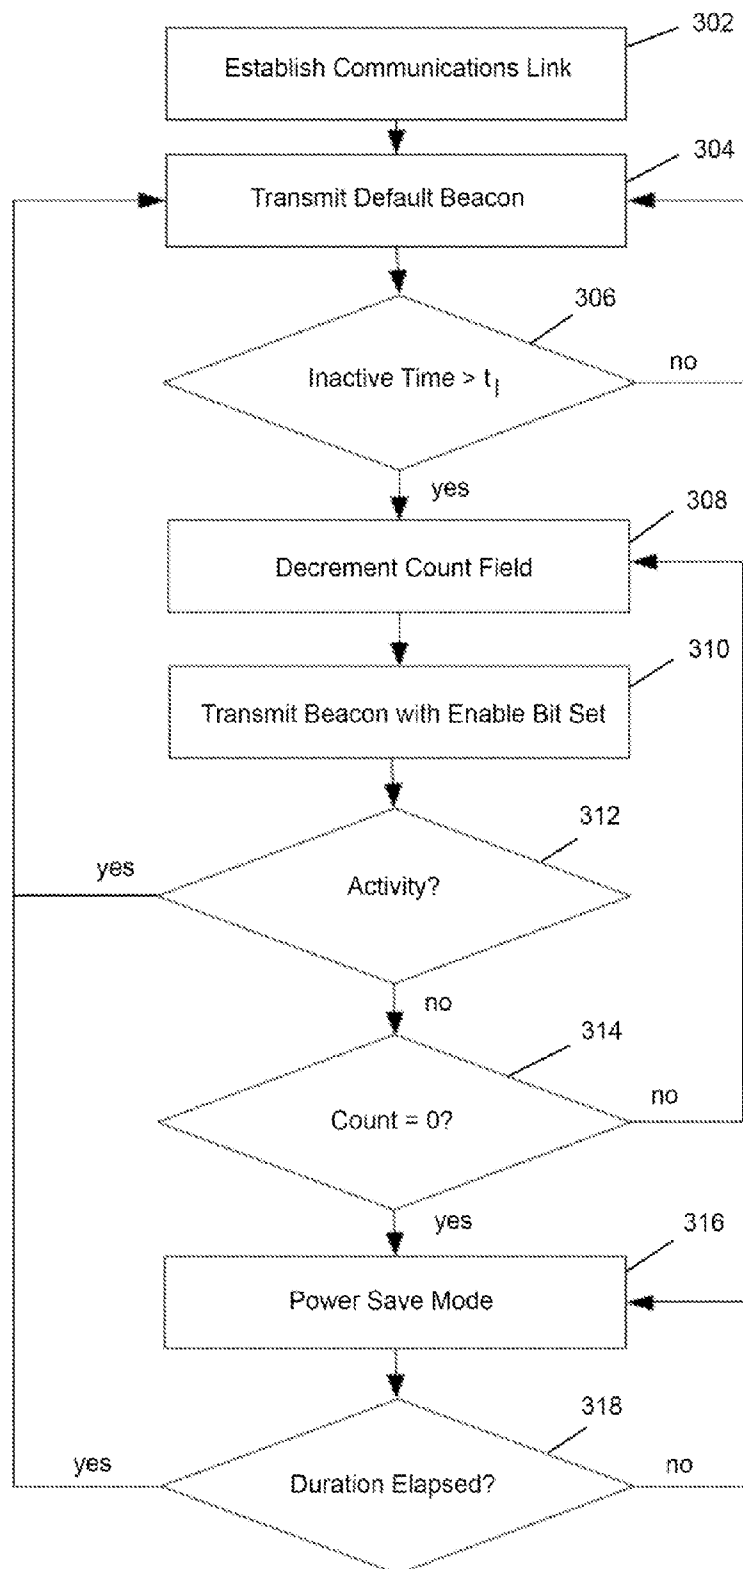 302
Establish Communications Link
304
Transmit Default Beacon
306
Inactive Time > tI
no
yes
308
Decrement Count Field
310
Transmit Beacon with Enable Bit Set
312
yes
Activity?
no
314
Count = 0?
no
yes
316
Power Save Mode
318
yes
Duration Elapsed?
no